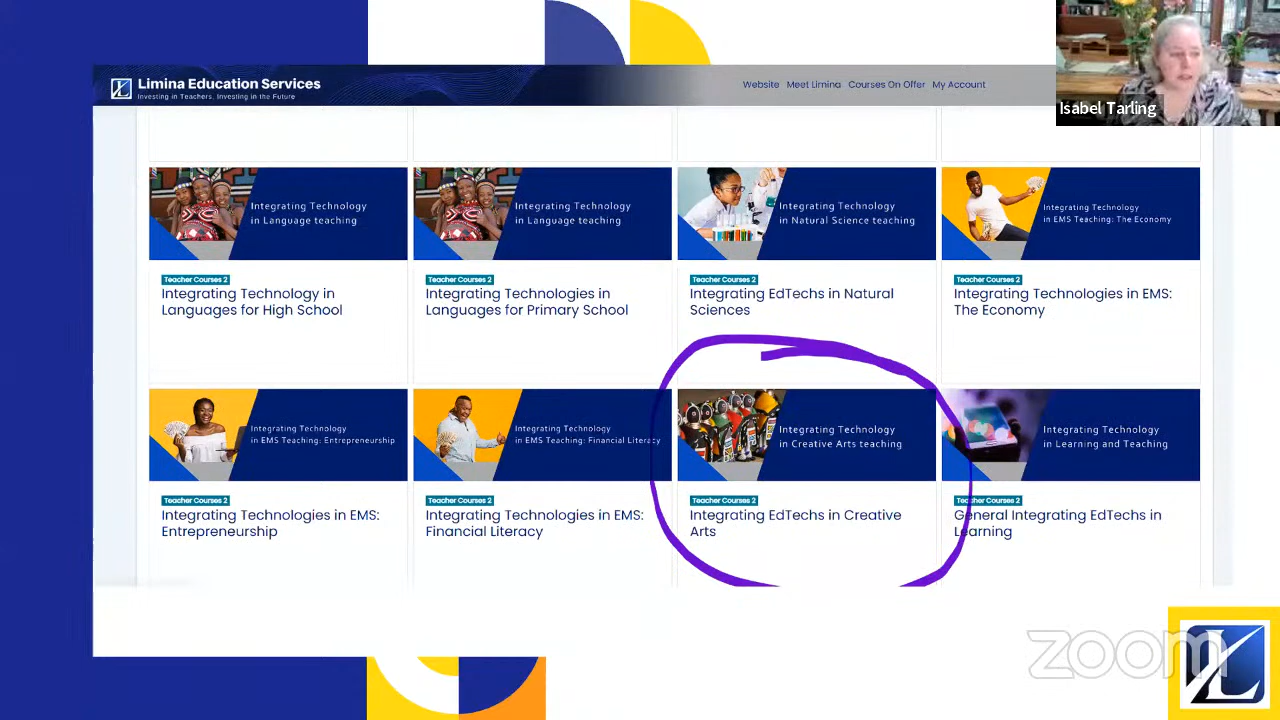 Limina Education Services
Investing in Teachers, Investing in the Future
Website Meet Limina Courses On Offer My Account
Isabel Tarling
Integrating Technology
in Language teaching
Integrating Technology
in Language teaching
Integrating Technology
in Natural Science teaching
Integrating Technology
in EMS Teaching: The Economy
Teacher Courses 2
Integrating Technology in
Languages for High School
Teacher Courses 2
Integrating Technologies in
Languages for Primary School
Teacher Courses 2
Integrating EdTechs in Natural
Sciences
Teacher Courses 2
Integrating Technologies in EMS:
The Economy
Integrating Technology
in EMS Teaching: Entrepreneurship
Integrating Technology
in EMS Teaching: Financial Literacy
Integrating Technology
in Creative Arts teaching
Integrating Technology
in Learning and Teaching
Teacher Courses 2
Integrating Technologies in EMS:
Entrepreneurship
Teacher Courses 2
Integrating Technologies in EMS:
Financial Literacy
Teacher Courses 2
Integrating EdTechs in Creative
Arts
Teacher Courses 2
General Integrating EdTechs in
Learning
zoom
L